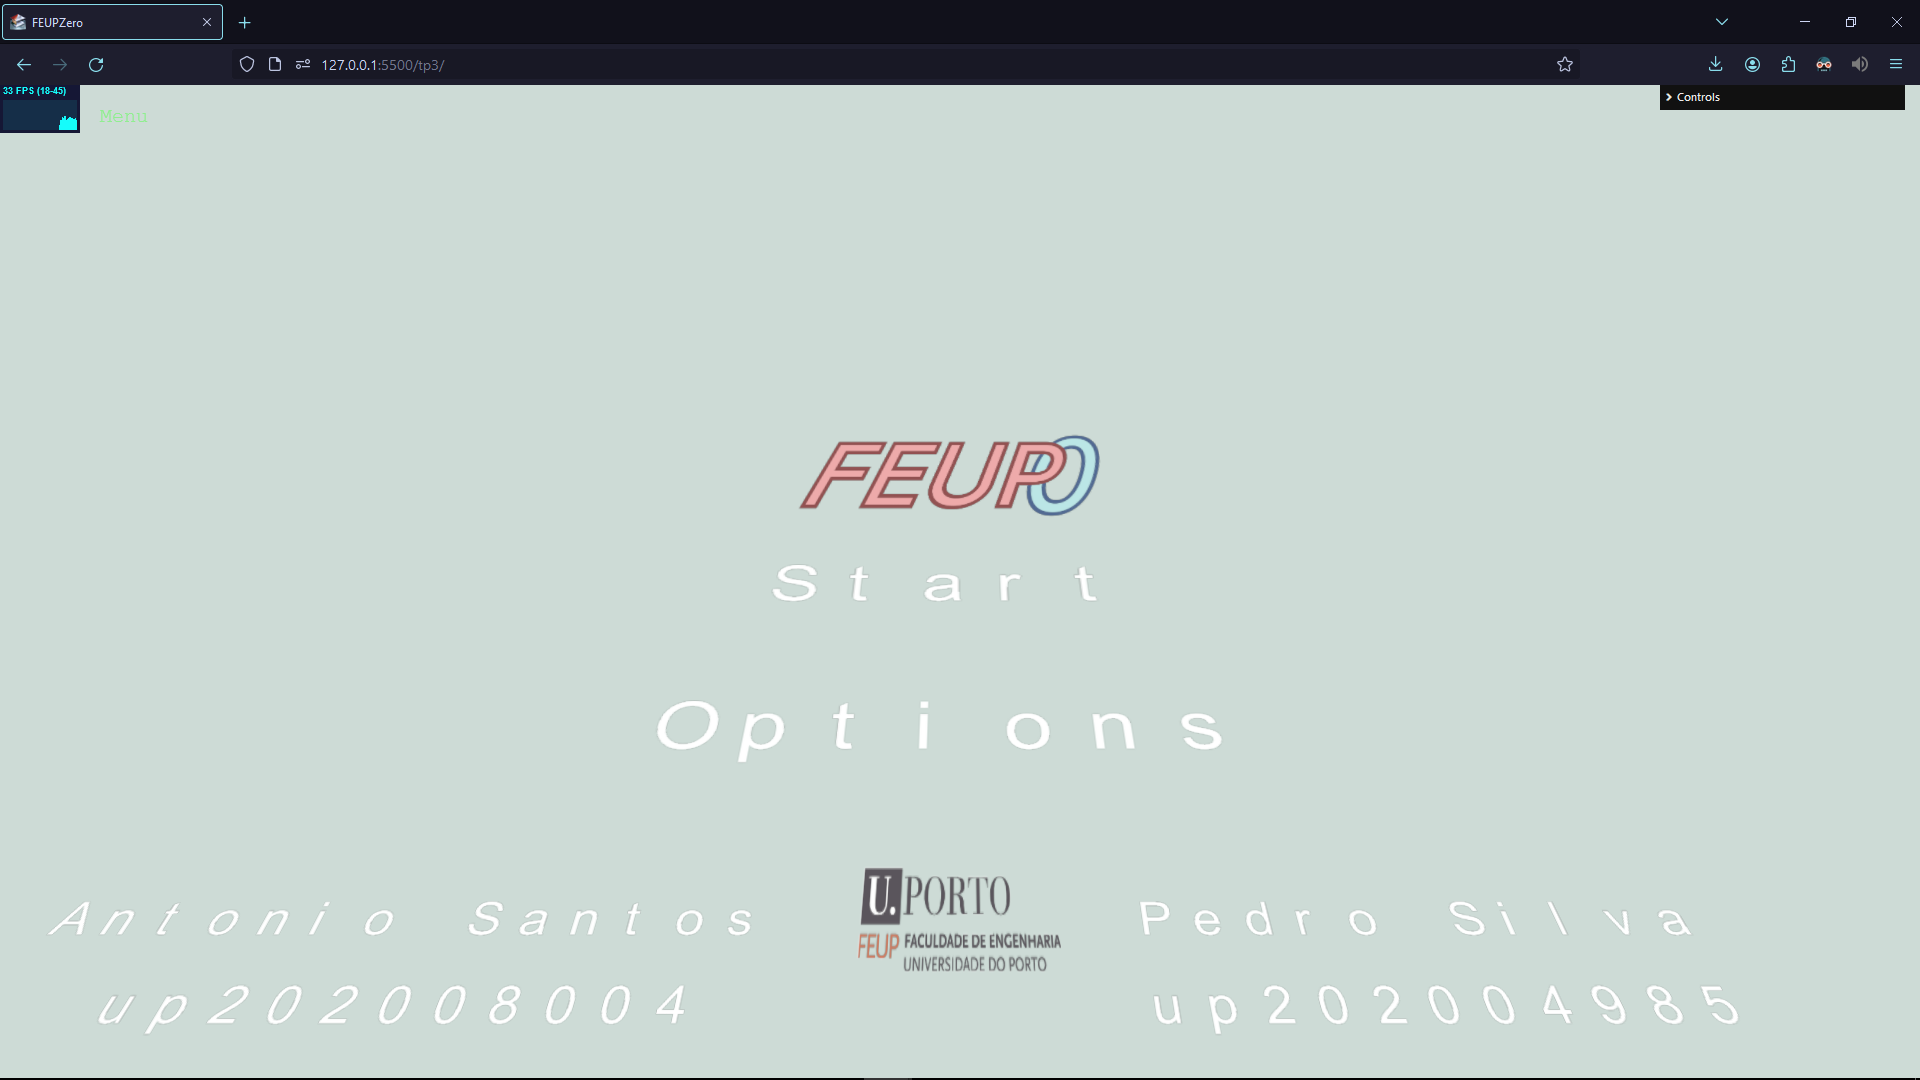 FEUPZero
127.0.0.1:5500/tp3/
33 FPS (18-45)
Controls
Menu
FEUP0
Start
Options
U.PORTO
FEUP FACULDADE DE ENGENHARIA
UNIVERSIDADE DO PORTO
Antonio Santos
Pedro Silva
up202008004
up202004985